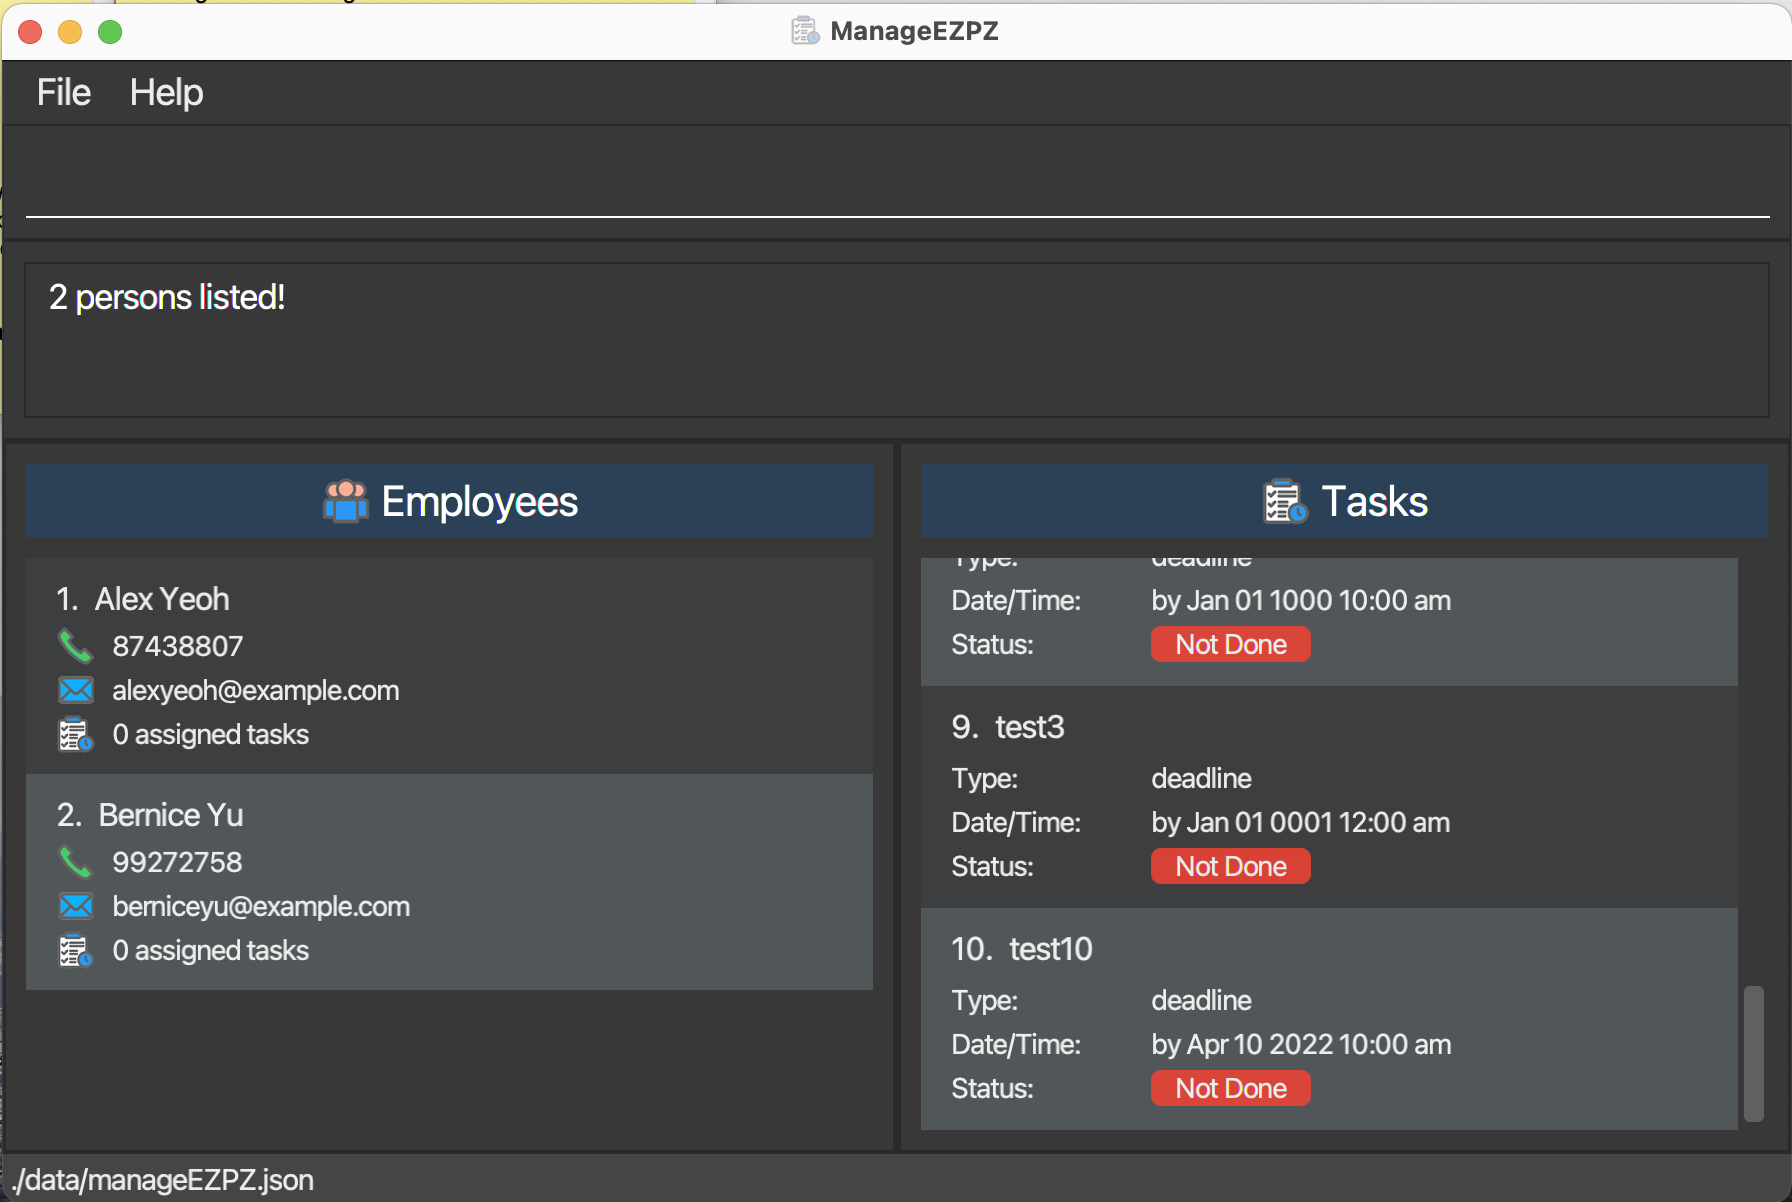 ManageEZPZ
File Help
2 persons listed!
Employees
1. Alex Yeoh
87438807
alexyeoh@example.com
0 assigned tasks
2. Bernice Yu
99272758
berniceyu@example.com
0 assigned tasks
Tasks
Type: deadline
Date/Time: by Jan 01 1000 10:00 am
Status: Not Done
9. test3
Type: deadline
Date/Time: by Jan 01 0001 12:00 am
Status: Not Done
10. test10
Type: deadline
Date/Time: by Apr 10 2022 10:00 am
Status: Not Done
./data/manageEZPZ.json